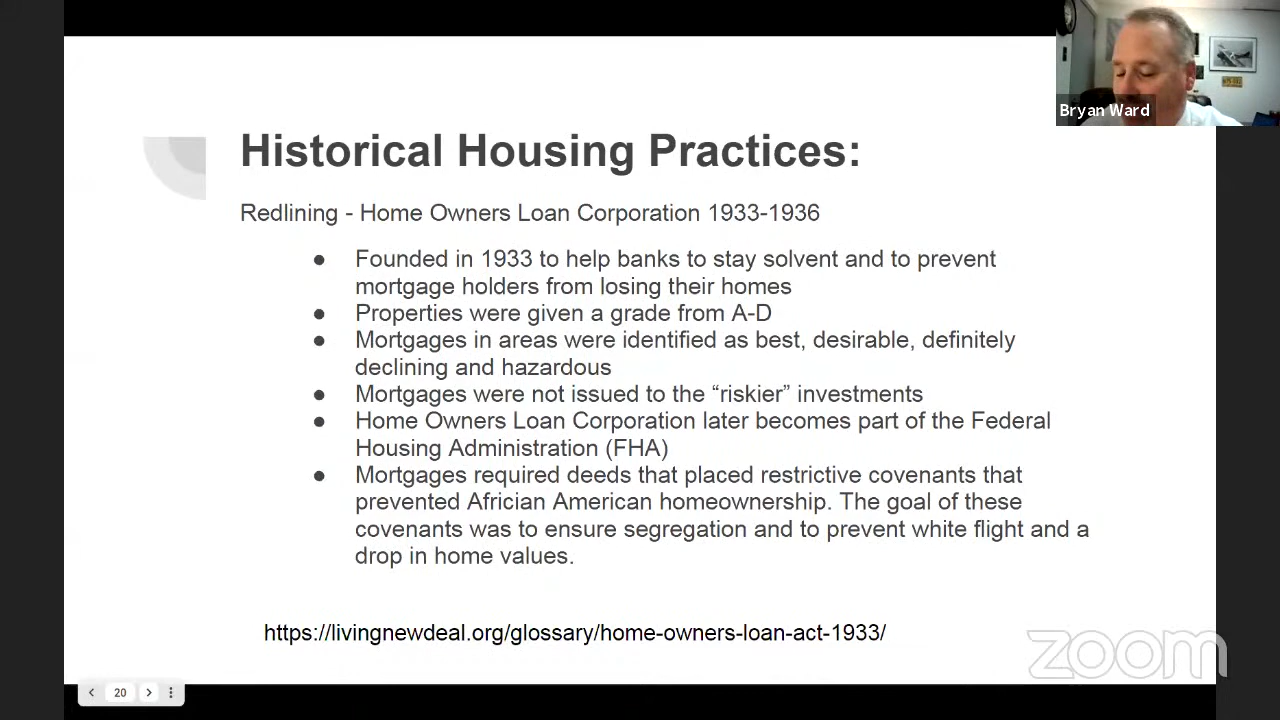 Bryan Ward
Historical Housing Practices:
Redlining - Home Owners Loan Corporation 1933-1936
● Founded in 1933 to help banks to stay solvent and to prevent
mortgage holders from losing their homes
● Properties were given a grade from A-D
● Mortgages in areas were identified as best, desirable, definitely
declining and hazardous
● Mortgages were not issued to the “riskier” investments
● Home Owners Loan Corporation later becomes part of the Federal
Housing Administration (FHA)
● Mortgages required deeds that placed restrictive covenants that
prevented Africian American homeownership. The goal of these
covenants was to ensure segregation and to prevent white flight and a
drop in home values.
https://livingnewdeal.org/glossary/home-owners-loan-act-1933/
zoom
20